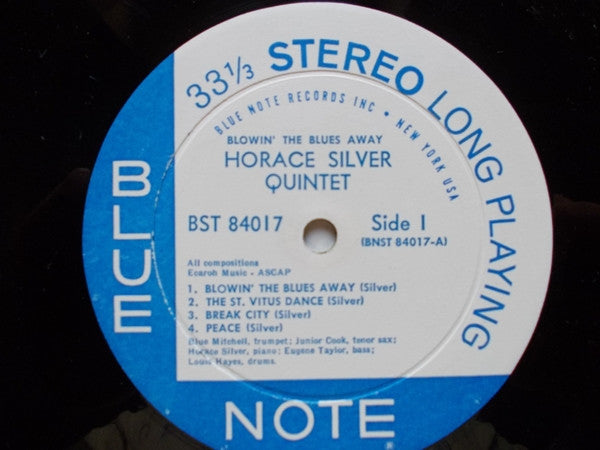 33⅓ STEREO LONG PLAYING
BLUE NOTE RECORDS INC • NEW YORK USA
BLOWIN' THE BLUES AWAY
HORACE SILVER
QUINTET
BST 84017
Side 1
(BNST 84017-A)
All compositions
Ecaroh Music - ASCAP
1. BLOWIN' THE BLUES AWAY (Silver)
2. THE ST. VITUS DANCE (Silver)
3. BREAK CITY (Silver)
4. PEACE (Silver)
Blue Mitchell, trumpet; Junior Cook, tenor sax;
Horace Silver, piano; Eugene Taylor, bass;
Louis Hayes, drums.
BLUE
NOTE®